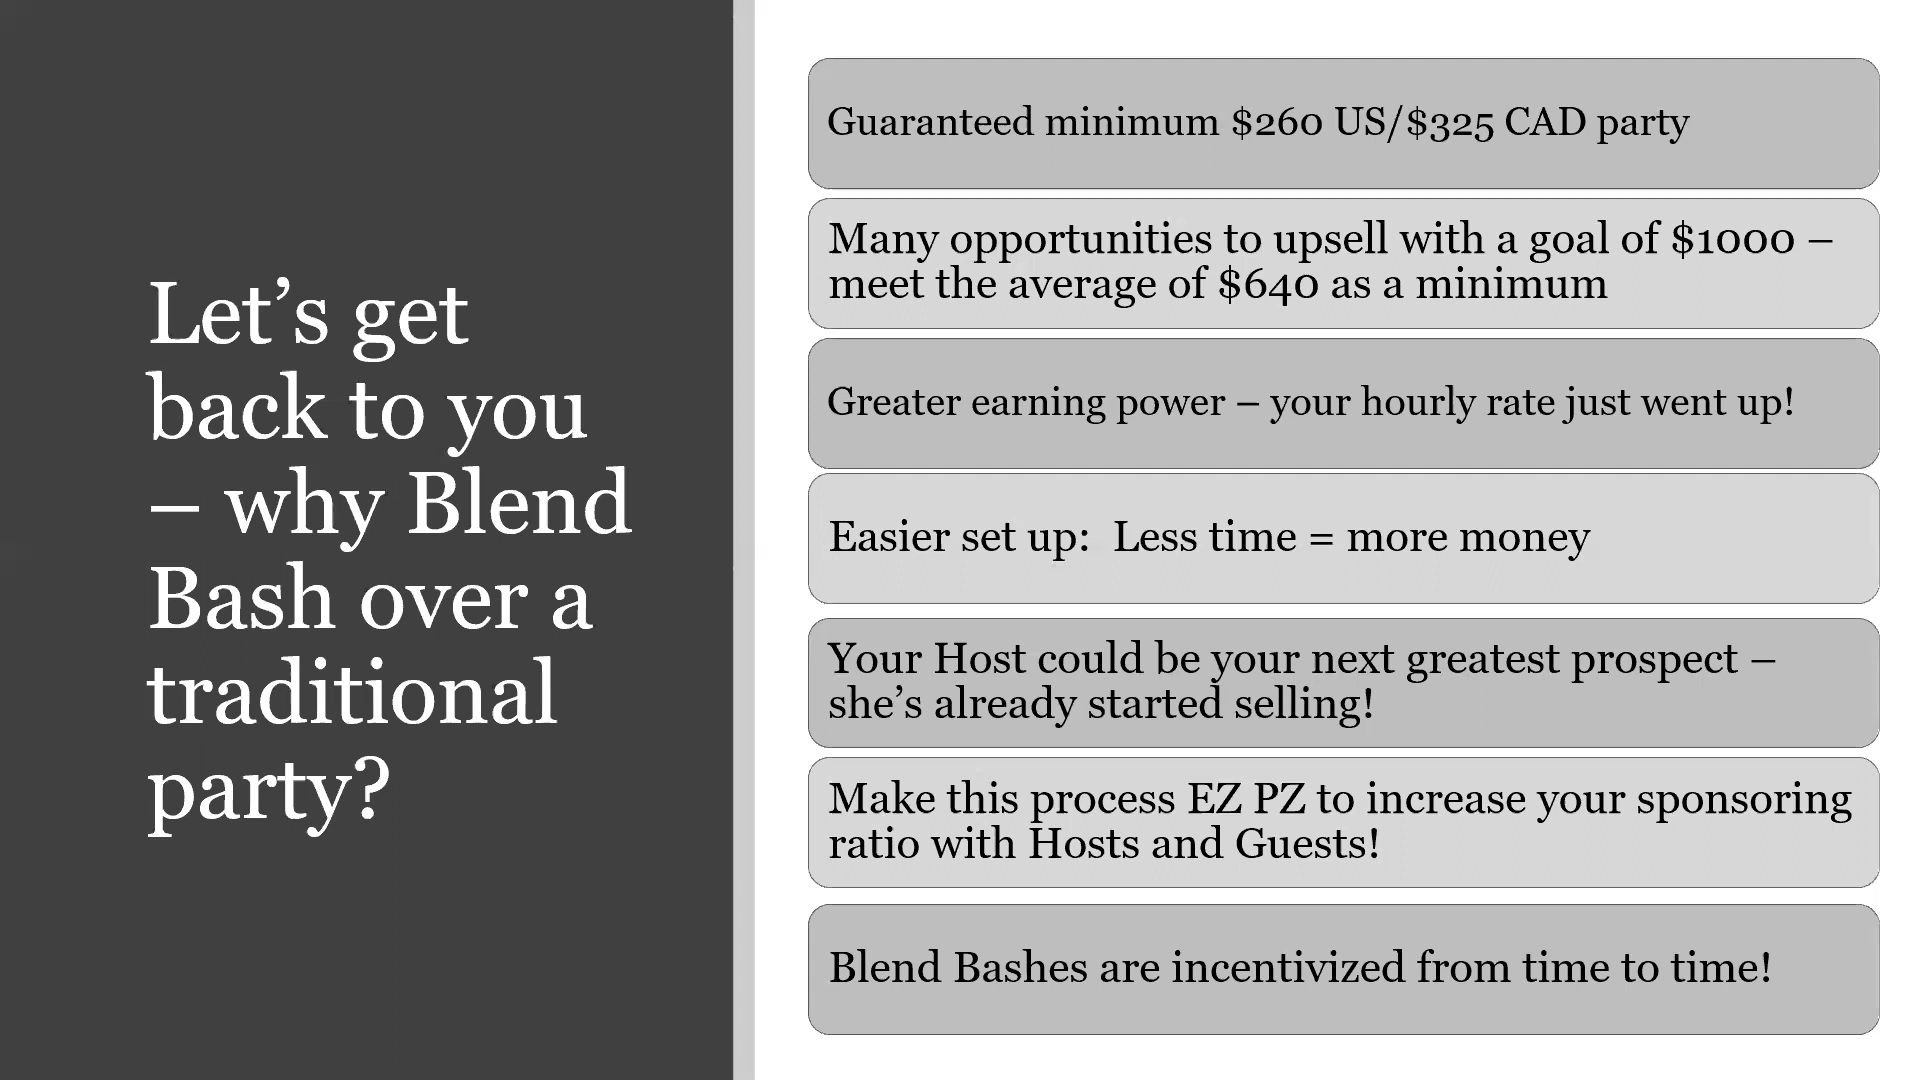 Let’s get
back to you
– why Blend
Bash over a
traditional
party?
Guaranteed minimum $260 US/$325 CAD party
Many opportunities to upsell with a goal of $1000 –
meet the average of $640 as a minimum
Greater earning power – your hourly rate just went up!
Easier set up:  Less time = more money
Your Host could be your next greatest prospect –
she’s already started selling!
Make this process EZ PZ to increase your sponsoring
ratio with Hosts and Guests!
Blend Bashes are incentivized from time to time!